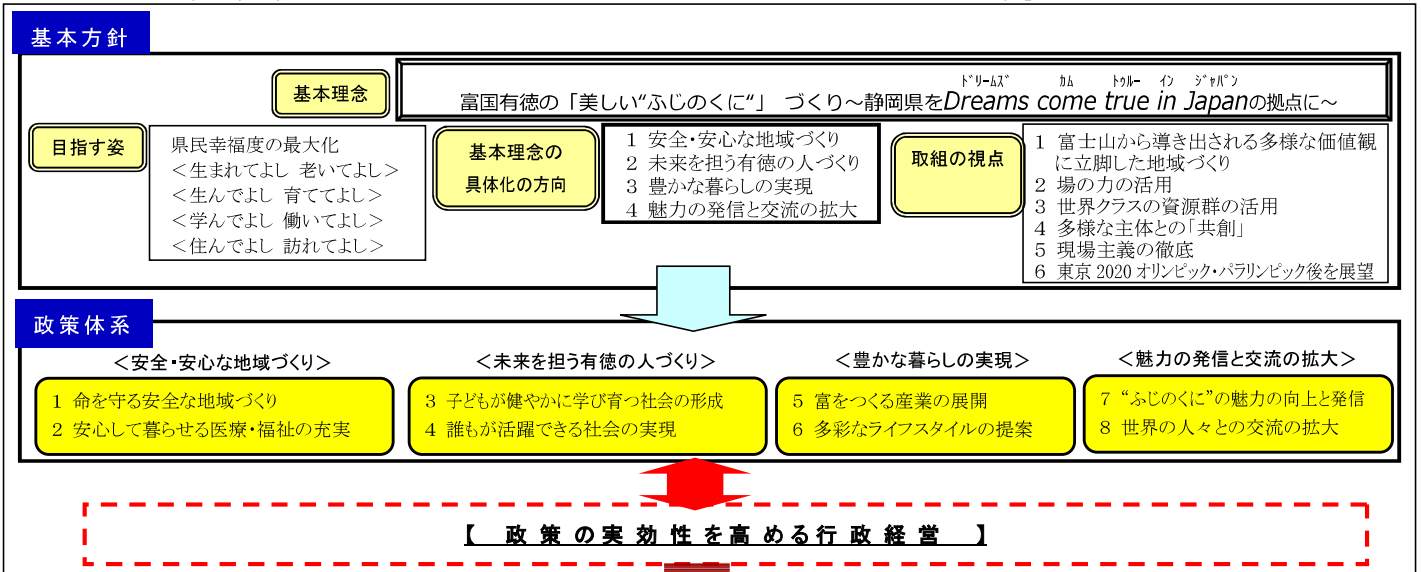 基本方針
ドリームズ カム トゥルー イン ジャパン
基本理念
富国有徳の「美しい“ふじのくに“」 づくり～静岡県をDreams come true in Japanの拠点に～
目指す姿
県民幸福度の最大化
＜生まれてよし 老いてよし＞
＜生んでよし 育ててよし＞
＜学んでよし 働いてよし＞
＜住んでよし 訪れてよし＞
基本理念の
具体化の方向
1 安全・安心な地域づくり
2 未来を担う有徳の人づくり
3 豊かな暮らしの実現
4 魅力の発信と交流の拡大
取組の視点
1 富士山から導き出される多様な価値観
に立脚した地域づくり
2 場の力の活用
3 世界クラスの資源群の活用
4 多様な主体との「共創」
5 現場主義の徹底
6 東京2020オリンピック・パラリンピック後を展望
政策体系
＜安全・安心な地域づくり＞
1 命を守る安全な地域づくり
2 安心して暮らせる医療・福祉の充実
＜未来を担う有徳の人づくり＞
3 子どもが健やかに学び育つ社会の形成
4 誰もが活躍できる社会の実現
＜豊かな暮らしの実現＞
5 富をつくる産業の展開
6 多彩なライフスタイルの提案
＜魅力の発信と交流の拡大＞
7 “ふじのくに”の魅力の向上と発信
8 世界の人々との交流の拡大
【 政策の実効性を高める行政経営 】